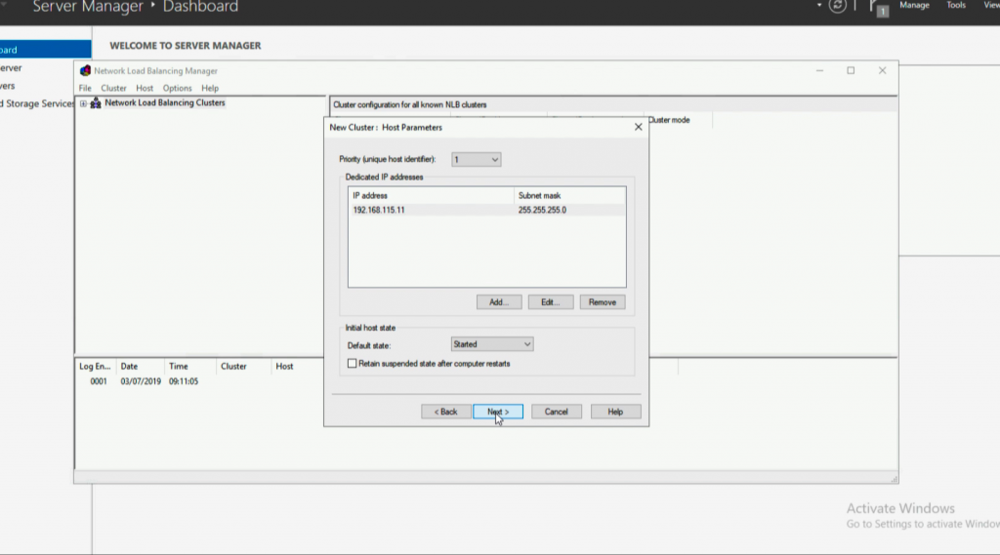 Server Manager ‣ Dashboard
1 Manage Tools View
WELCOME TO SERVER MANAGER
Network Load Balancing Manager
File Cluster Host Options Help
d Storage Services
Network Load Balancing Clusters
Cluster configuration for all known NLB clusters
Cluster mode
New Cluster: Host Parameters
Priority (unique host identifier): 1
Dedicated IP addresses
IP address Subnet mask
192.168.115.11 255.255.255.0
Add... Edit... Remove
Initial host state
Default state: Started
Retain suspended state after computer restarts
Log En... Date Time Cluster Host
0001 03/07/2019 09:11:05
< Back Next > Cancel Help
Activate Windows
Go to Settings to activate Window